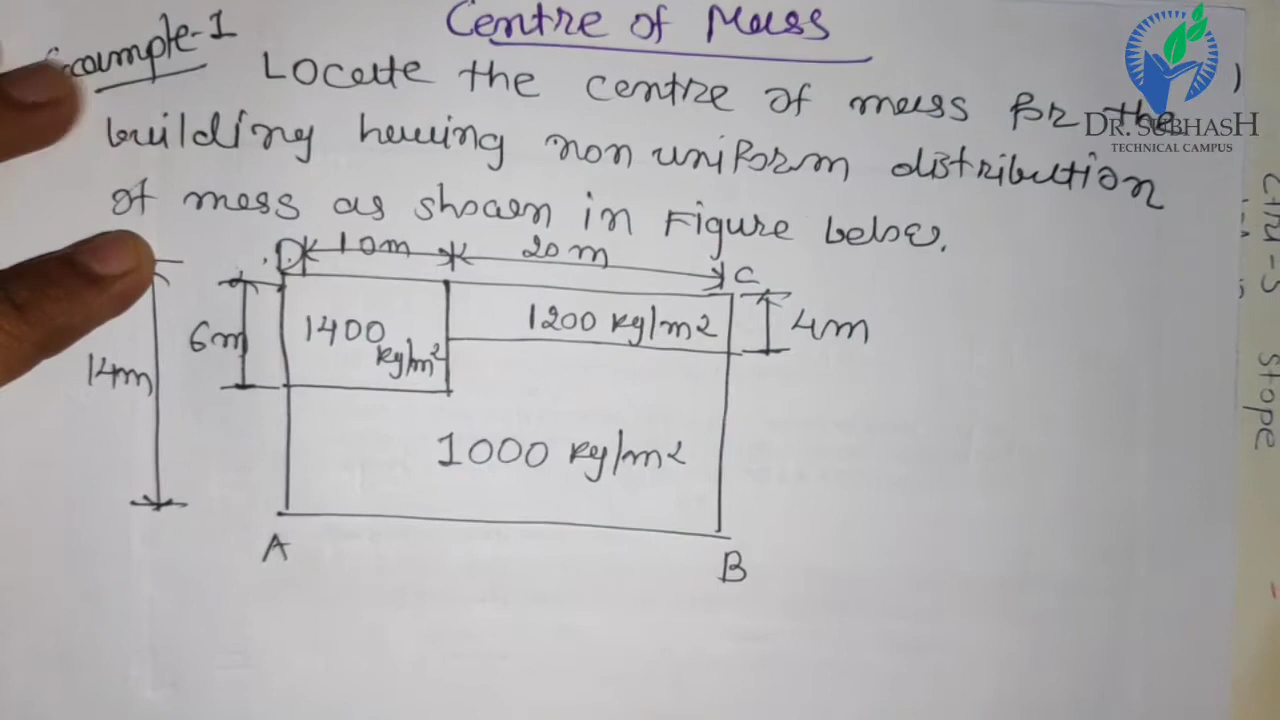 Centre of Mass
Example-1
Locate the centre of mass for the
building having non uniform distribution
of mass as shown in Figure below.
DR. SUBHASH
TECHNICAL CAMPUS
D 10m 20m C
6m 1400 kg/m2 1200 kg/m2 4m
14m
1000 kg/m2
A B
slope